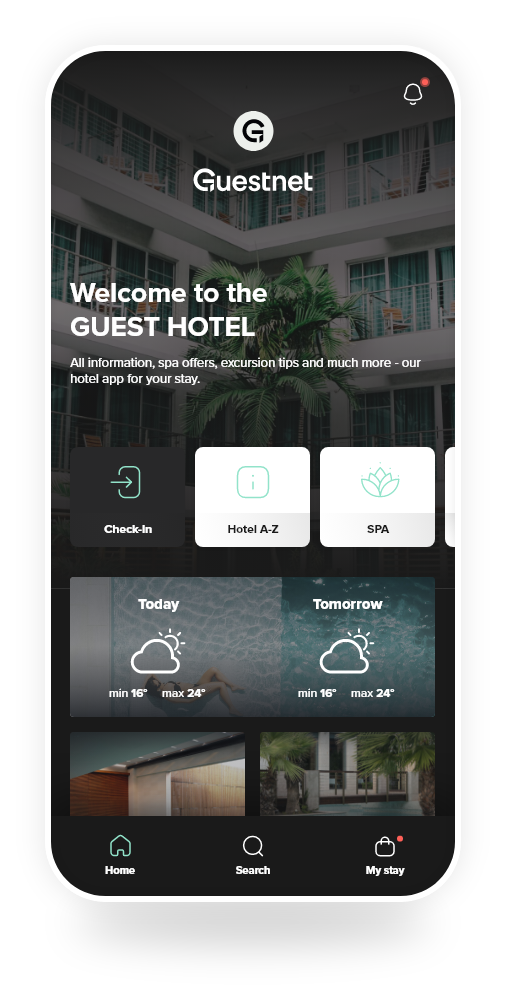 Guestnet
Welcome to the
GUEST HOTEL
All information, spa offers, excursion tips and much more - our
hotel app for your stay.
Check-In
Hotel A-Z
SPA
Today
Tomorrow
min 16° max 24°
min 16° max 24°
Home
Search
My stay